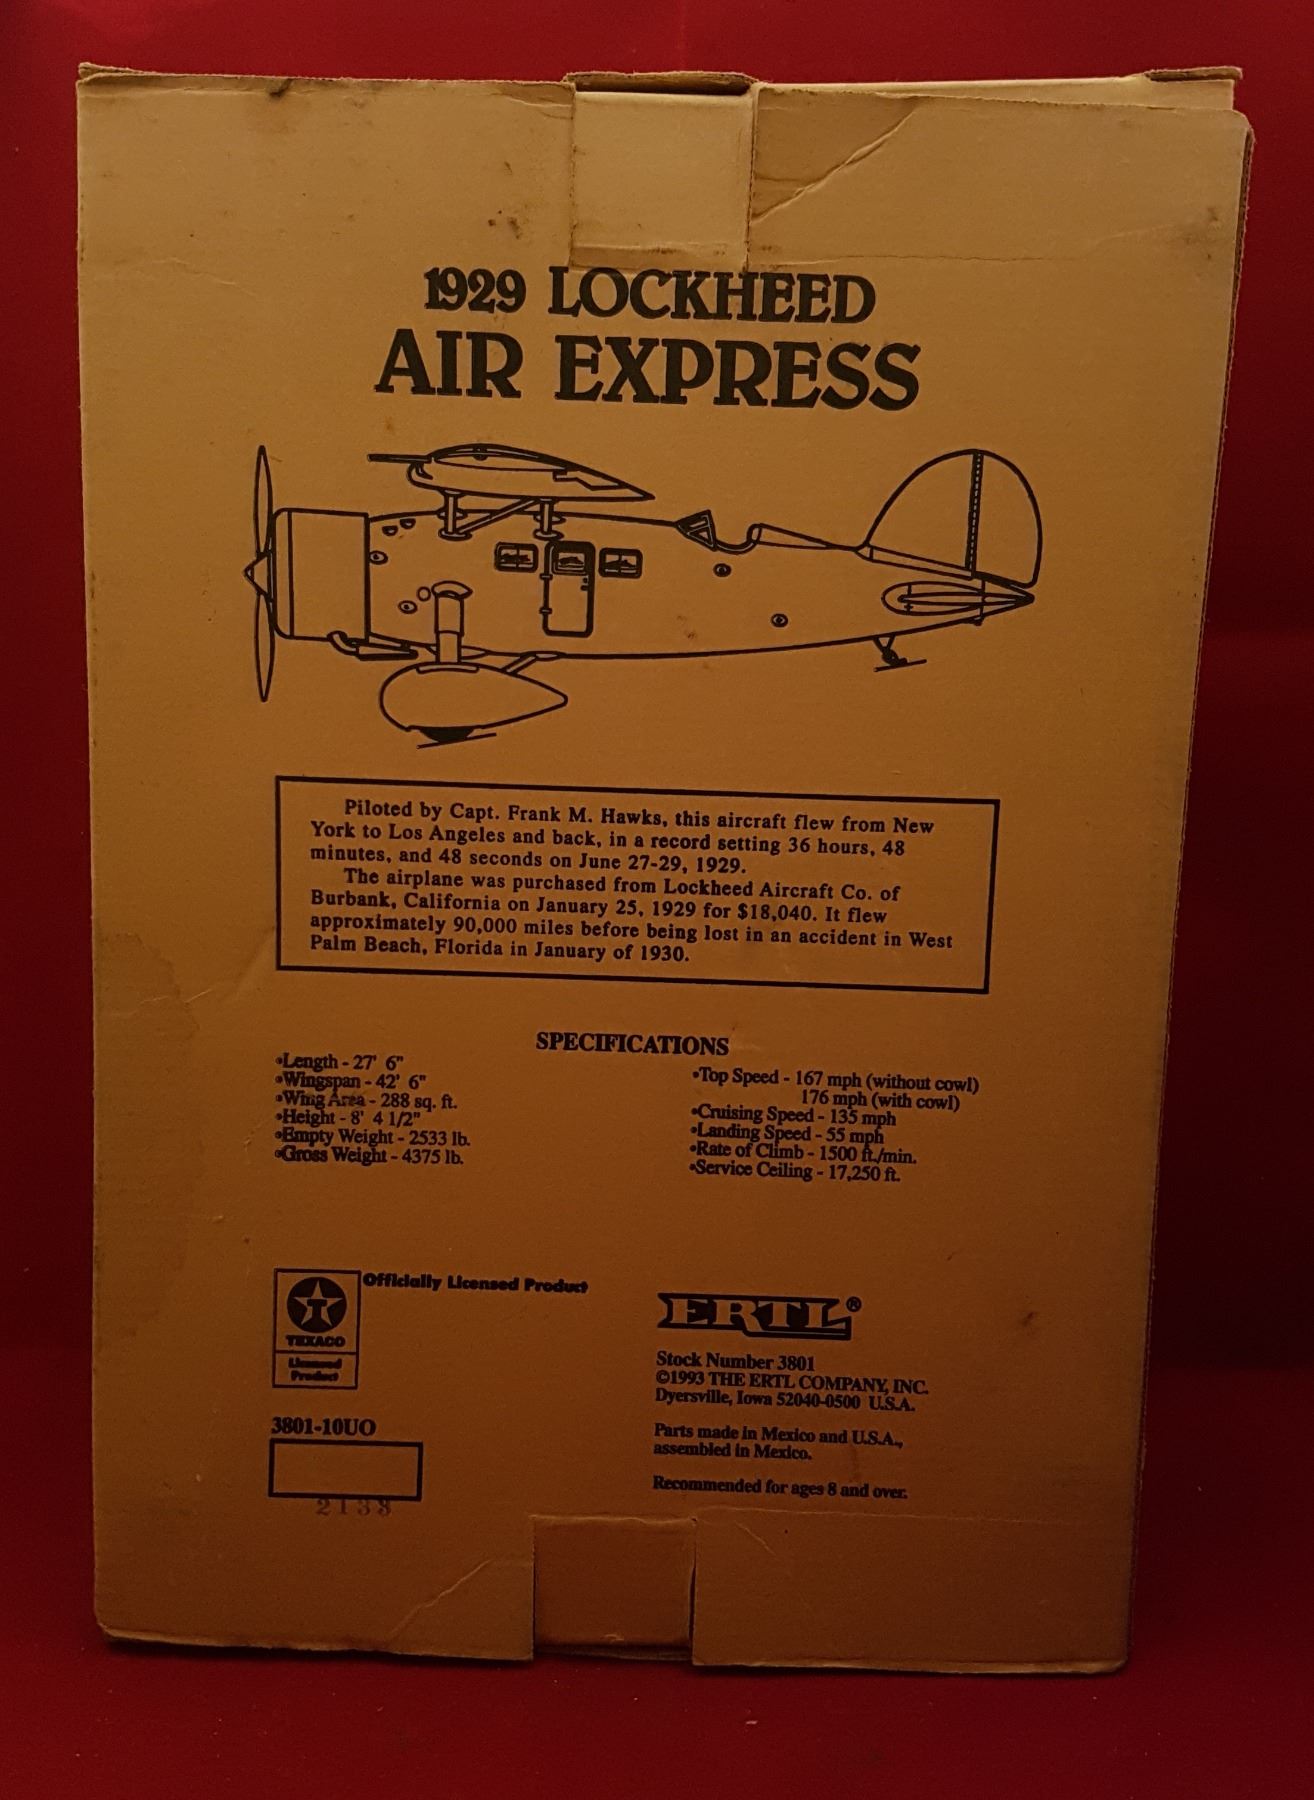 1929 LOCKHEED
AIR EXPRESS
Piloted by Capt. Frank M. Hawks, this aircraft flew from New
York to Los Angeles and back, in a record setting 36 hours, 48
minutes, and 48 seconds on June 27-29, 1929.
The airplane was purchased from Lockheed Aircraft Co. of
Burbank, California on January 25, 1929 for $18,040. It flew
approximately 90,000 miles before being lost in an accident in West
Palm Beach, Florida in January of 1930.
SPECIFICATIONS
•Length - 27' 6"
•Wingspan - 42' 6"
•Wing Area - 288 sq. ft.
•Height - 8' 4 1/2"
•Empty Weight - 2533 lb.
•Gross Weight - 4375 lb.
•Top Speed - 167 mph (without cowl)
176 mph (with cowl)
•Cruising Speed - 135 mph
•Landing Speed - 55 mph
•Rate of Climb - 1500 ft./min.
•Service Ceiling - 17,250 ft.
Officially Licensed Product
T
TEXACO
Licensed
Product
3801-10UO
2133
ERTL®
Stock Number 3801
©1993 THE ERTL COMPANY, INC.
Dyersville, Iowa 52040-0500 U.S.A.
Parts made in Mexico and U.S.A.,
assembled in Mexico.
Recommended for ages 8 and over.